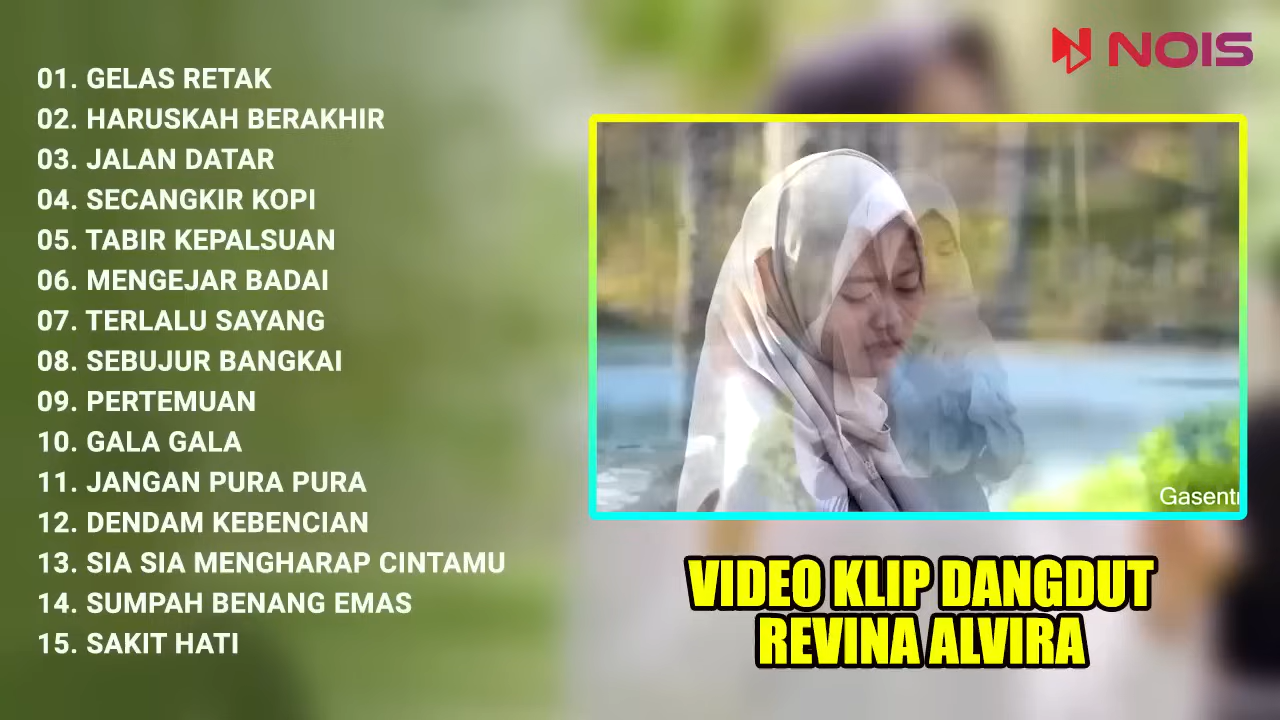 01. GELAS RETAK
02. HARUSKAH BERAKHIR
03. JALAN DATAR
04. SECANGKIR KOPI
05. TABIR KEPALSUAN
06. MENGEJAR BADAI
07. TERLALU SAYANG
08. SEBUJUR BANGKAI
09. PERTEMUAN
10. GALA GALA
11. JANGAN PURA PURA
12. DENDAM KEBENCIAN
13. SIA SIA MENGHARAP CINTAMU
14. SUMPAH BENANG EMAS
15. SAKIT HATI
NOIS
Gasentr
VIDEO KLIP DANGDUT
REVINA ALVIRA